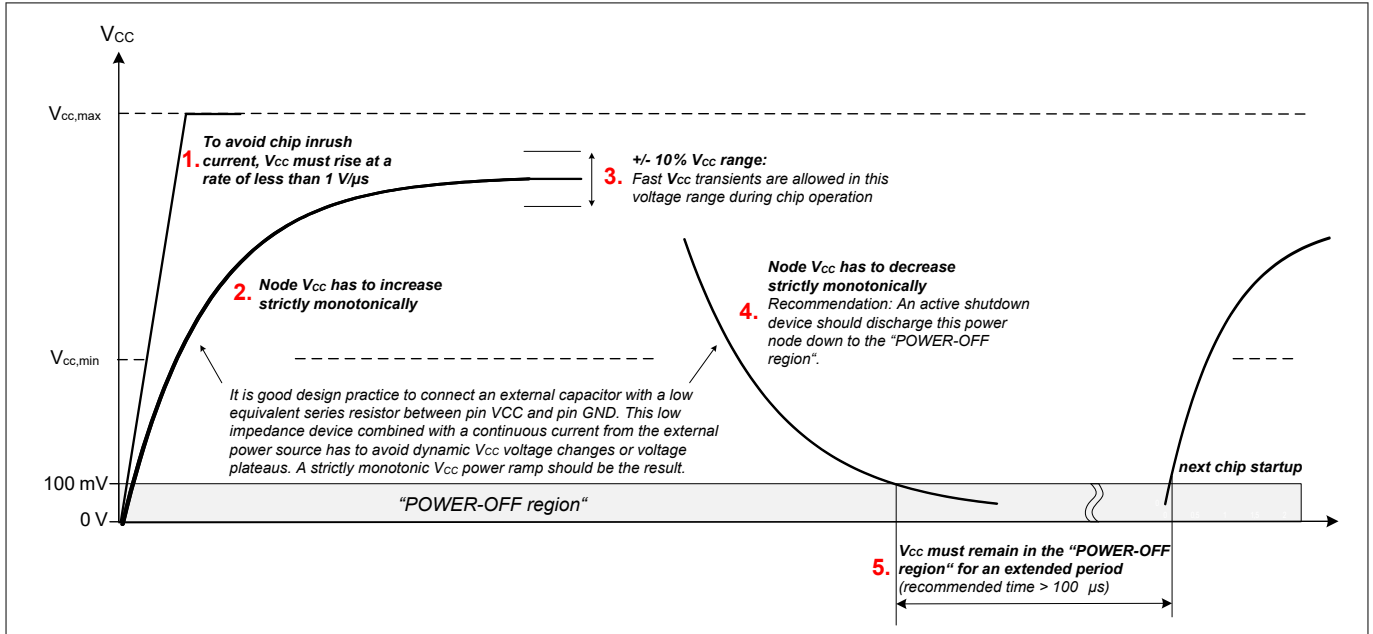 VCC
Vcc,max
1.
To avoid chip inrush
current, VCC must rise at a
rate of less than 1 V/µs
3.
+/- 10% VCC range:
Fast VCC transients are allowed in this
voltage range during chip operation
2.
Node VCC has to increase
strictly monotonically
4.
Node VCC has to decrease
strictly monotonically
Recommendation: An active shutdown
device should discharge this power
node down to the “POWER-OFF
region“.
Vcc,min
It is good design practice to connect an external capacitor with a low
equivalent series resistor between pin VCC and pin GND. This low
impedance device combined with a continuous current from the external
power source has to avoid dynamic VCC voltage changes or voltage
plateaus. A strictly monotonic VCC power ramp should be the result.
next chip startup
100 mV
“POWER-OFF region“
0 V
5.
VCC must remain in the “POWER-OFF
region“ for an extended period
(recommended time > 100 µs)